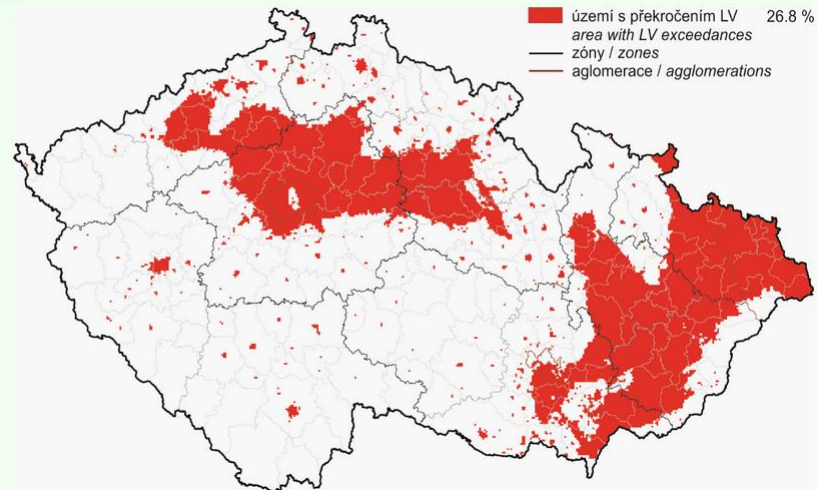 území s překročením LV 26.8 %
area with LV exceedances
zóny / zones
aglomerace / agglomerations